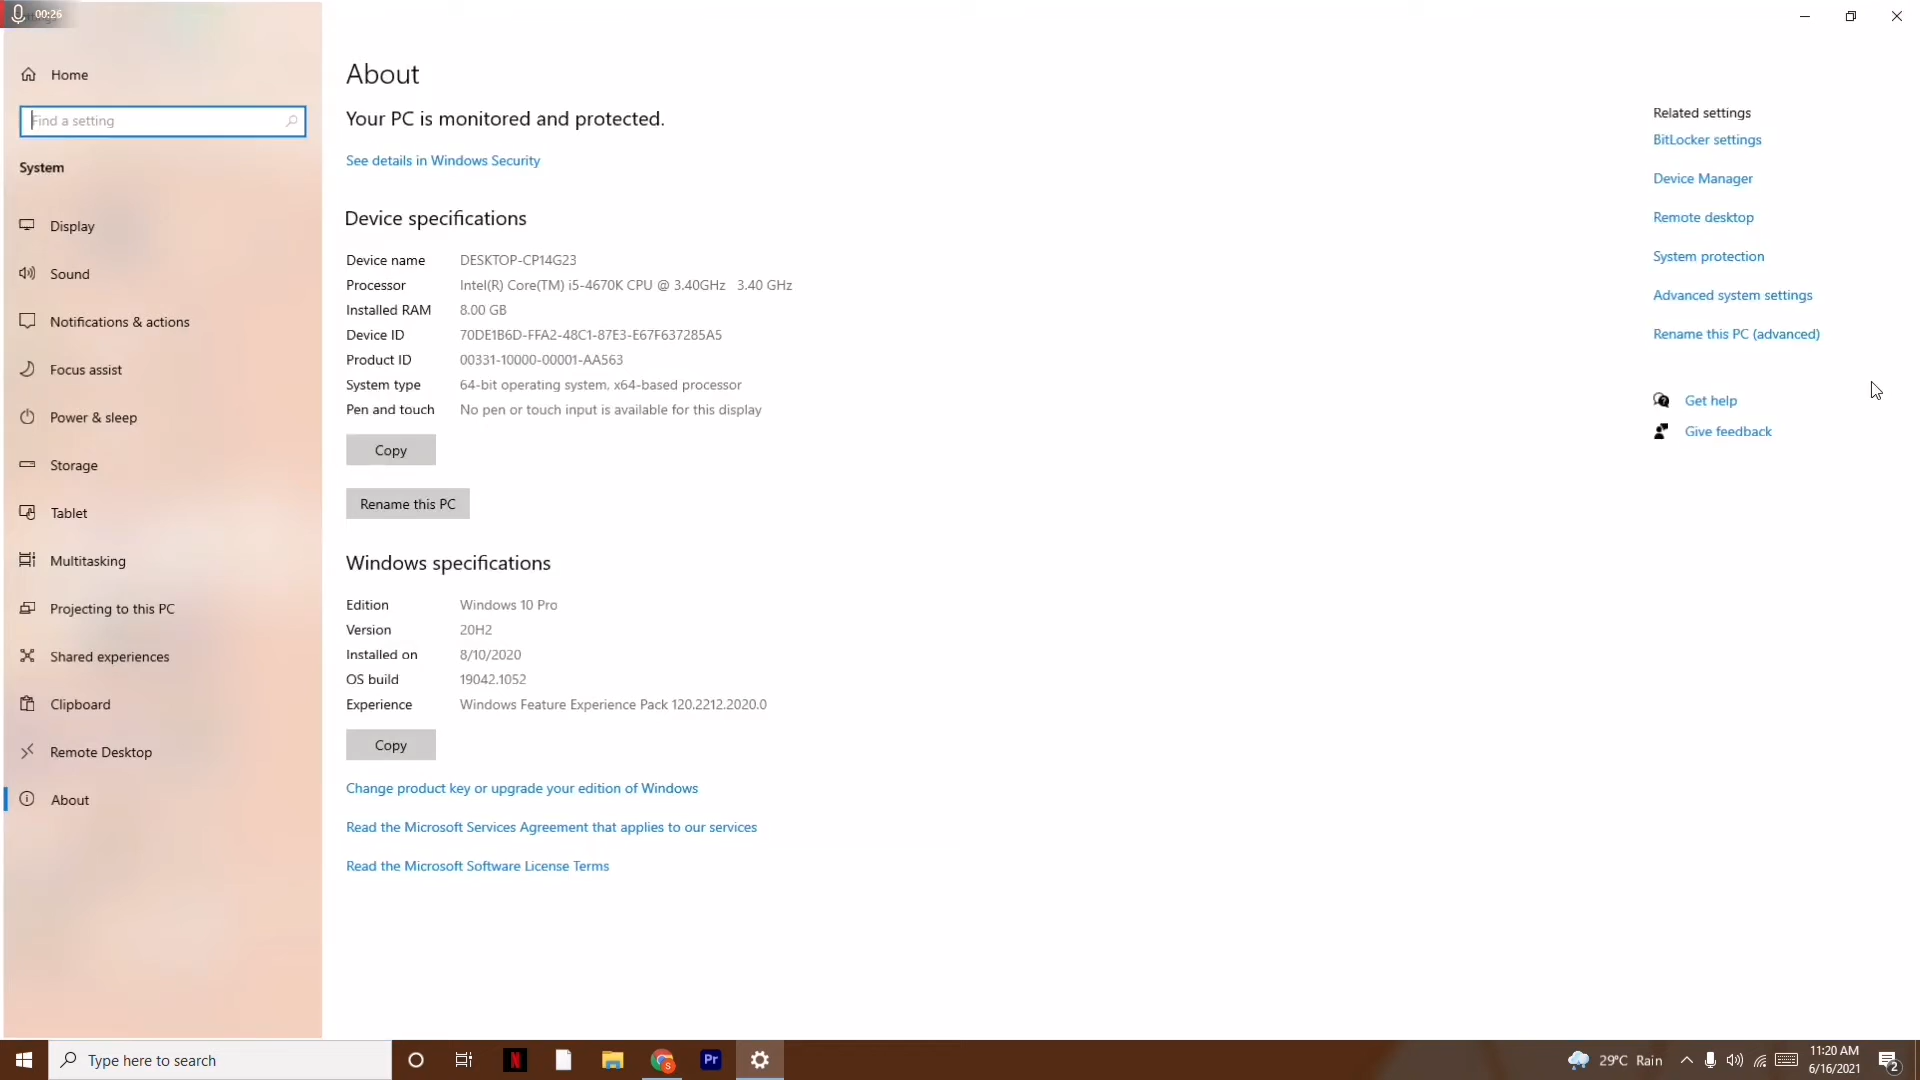 00:26
Home
Find a setting
System
Display
Sound
Notifications & actions
Focus assist
Power & sleep
Storage
Tablet
Multitasking
Projecting to this PC
Shared experiences
Clipboard
Remote Desktop
About
About
Your PC is monitored and protected.
See details in Windows Security
Device specifications
Device name DESKTOP-CP14G23
Processor Intel(R) Core(TM) i5-4670K CPU @ 3.40GHz 3.40 GHz
Installed RAM 8.00 GB
Device ID 70DE1B6D-FFA2-48C1-87E3-E67F637285A5
Product ID 00331-10000-00001-AA563
System type 64-bit operating system, x64-based processor
Pen and touch No pen or touch input is available for this display
Copy
Rename this PC
Windows specifications
Edition Windows 10 Pro
Version 20H2
Installed on 8/10/2020
OS build 19042.1052
Experience Windows Feature Experience Pack 120.2212.2020.0
Copy
Change product key or upgrade your edition of Windows
Read the Microsoft Services Agreement that applies to our services
Read the Microsoft Software License Terms
Related settings
BitLocker settings
Device Manager
Remote desktop
System protection
Advanced system settings
Rename this PC (advanced)
Get help
Give feedback
Type here to search
N
S
Pr
29°C Rain
11:20 AM
6/16/2021
2